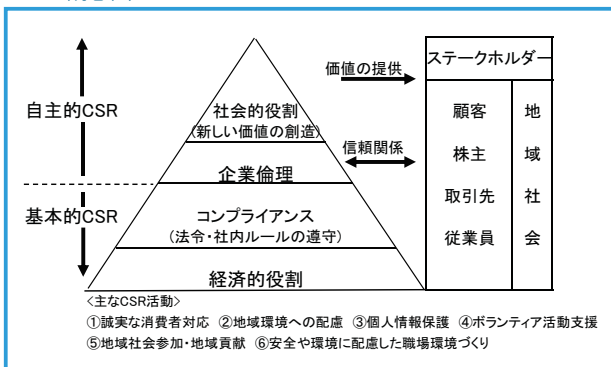 ステークホルダー
価値の提供
自主的CSR
社会的役割
(新しい価値の創造)
顧客
地
信頼関係
株主
域
企業倫理
取引先
社
基本的CSR
コンプライアンス
(法令・社内ルールの遵守)
従業員
会
経済的役割
<主なCSR活動>
①誠実な消費者対応 ②地域環境への配慮 ③個人情報保護 ④ボランティア活動支援
⑤地域社会参加・地域貢献 ⑥安全や環境に配慮した職場環境づくり